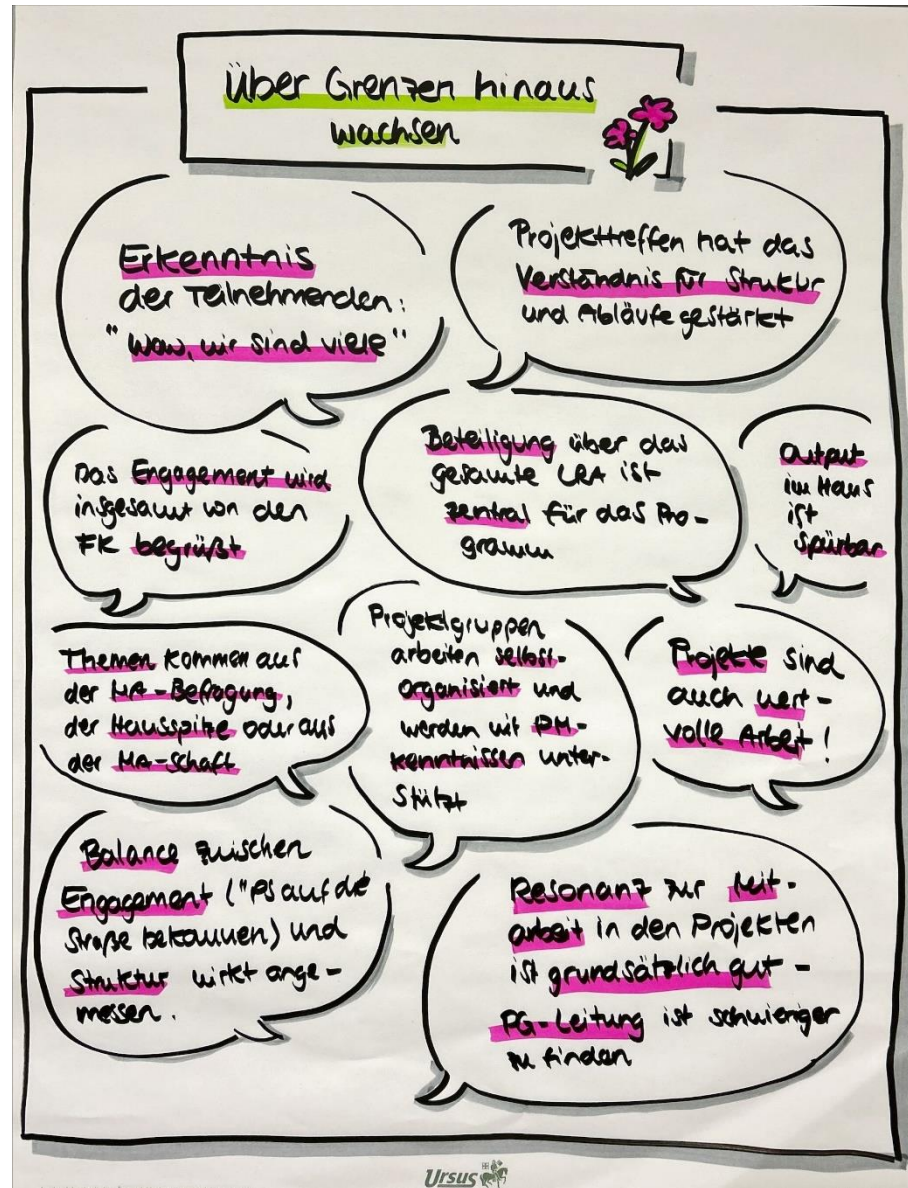 Über Grenzen hinaus
wachsen
Erkenntnis
der Teilnehmenden:
"Wow, wir sind viele"
Projekttreffen hat das
Verständnis für Struktur
und Abläufe gestärkt
Das Engagement wird
insgesamt von den
FK begrüßt
Beteiligung über das
gesamte LRA ist
zentral für das Pro-
gramm
Output
im Haus
ist
spürbar
Themen kommen aus
der MA-Befragung,
der Hausspitze oder aus
der MA-Schaft
Projektgruppen
arbeiten selbst-
organisiert und
werden mit PM-
kenntnissen unter-
stützt
Projekte sind
auch wert-
volle Arbeit!
Balance zwischen
Engagement ("PS auf die
Straße bekommen) und
Struktur wirkt ange-
messen.
Resonanz zur Mit-
arbeit in den Projekten
ist grundsätzlich gut -
PG-Leitung ist schwieriger
zu finden
Ursus